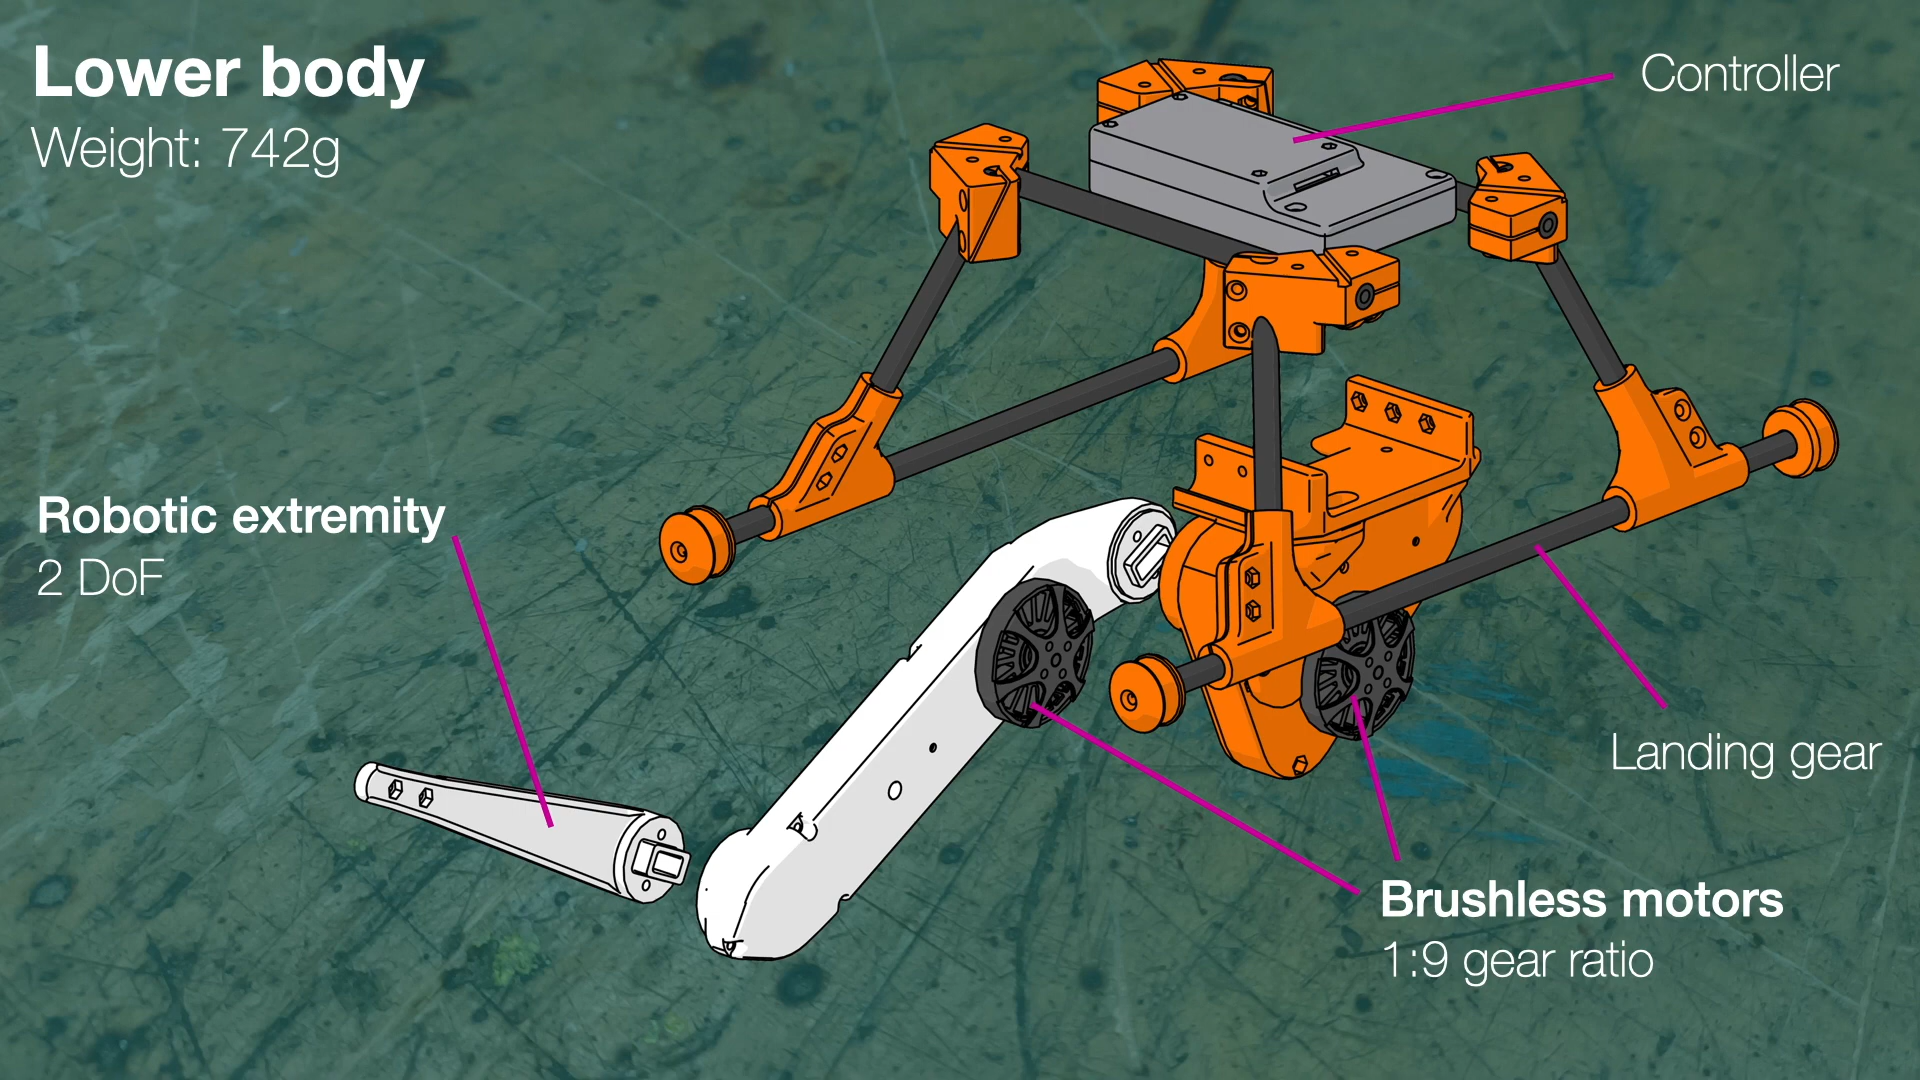 Lower body
Weight: 742g
Controller
Robotic extremity
2 DoF
Landing gear
Brushless motors
1:9 gear ratio